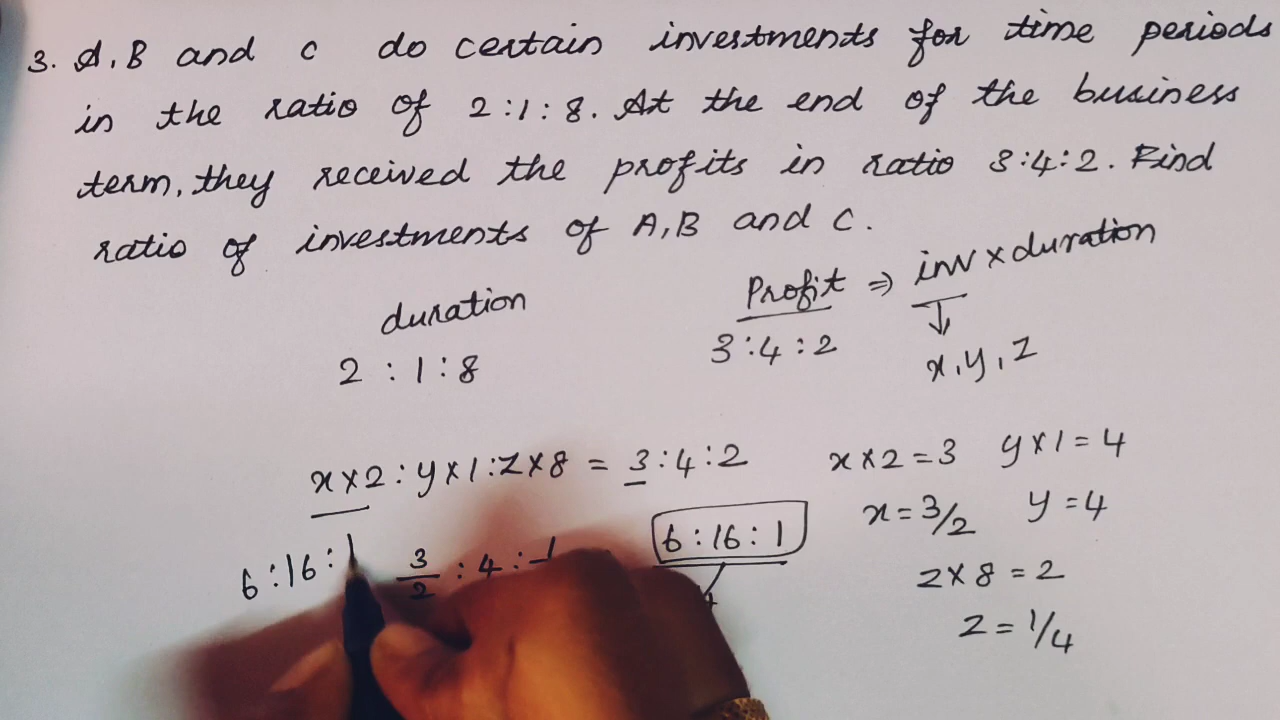 3. A, B and C do certain investments for time periods
in the ratio of 2:1:8. At the end of the business
term, they received the profits in ratio 3:4:2. Find
ratio of investments of A, B and C.
duration
2 : 1 : 8
Profit ⇒ inv × duration
3:4:2
x, y, z
x×2 : y×1 : z×8 = 3:4:2
x×2=3 y×1=4
x=3/2 y=4
6:16:1
3/2 : 4 : 1
6:16:1
z×8=2
z=1/4